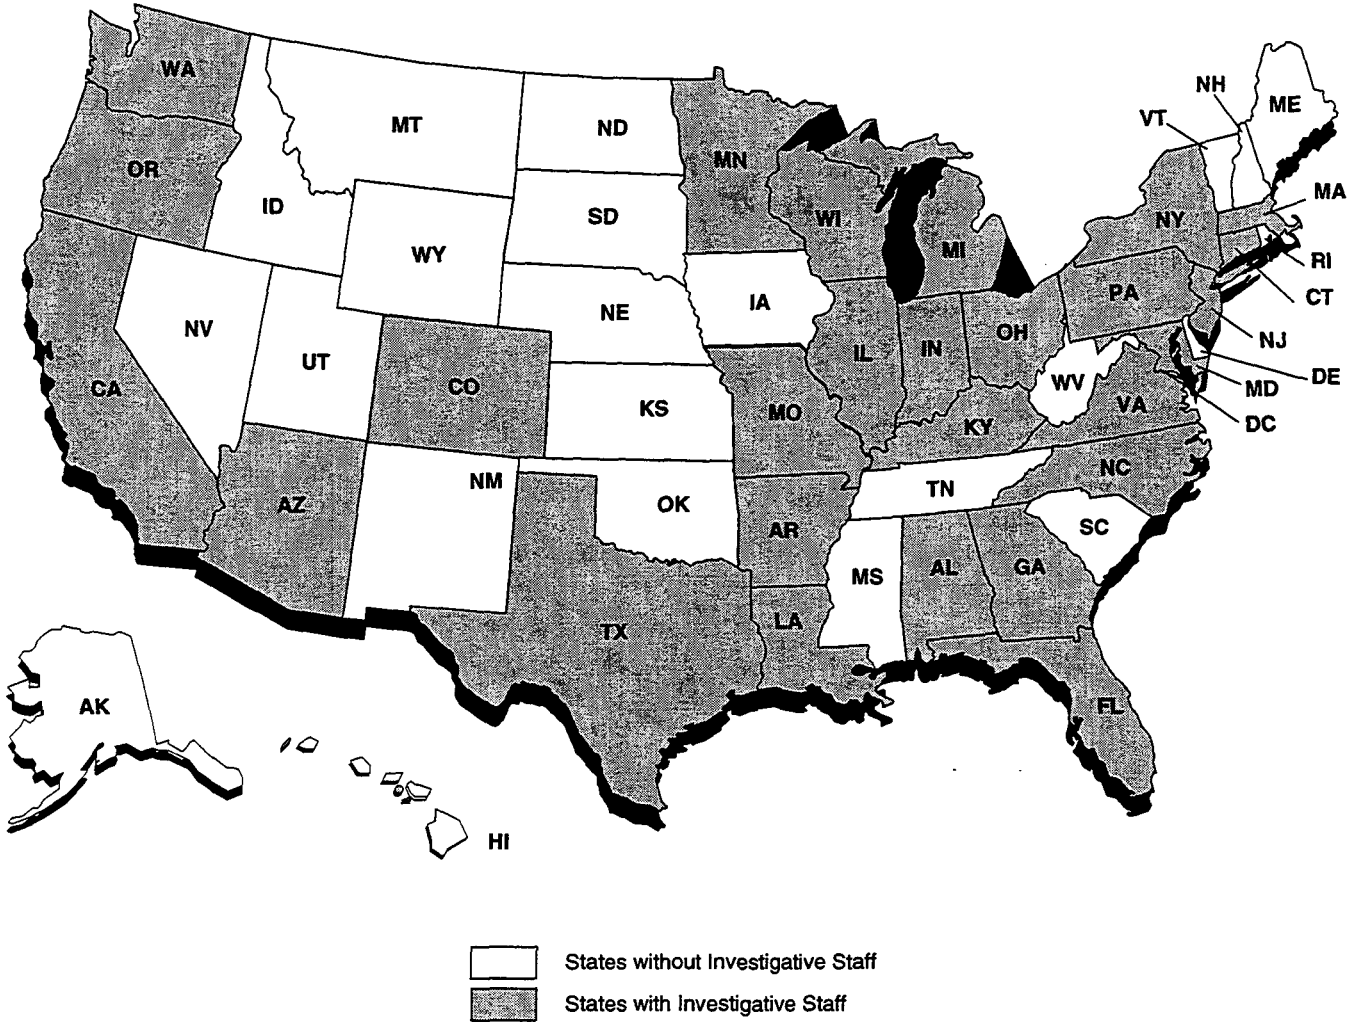 WA
MT
ND
MN
OR
ID
WY
SD
WI
MI
NH
VT
ME
NY
MA
RI
CT
PA
NJ
DE
MD
DC
NV
UT
CO
NE
IA
IL
IN
OH
WV
VA
CA
KS
MO
KY
NC
AZ
NM
OK
AR
TN
SC
MS
AL
GA
TX
LA
FL
AK
HI
States without Investigative Staff
States with Investigative Staff